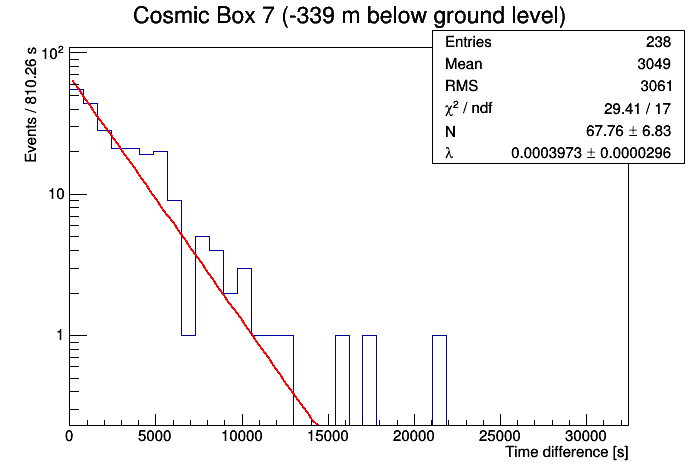 Cosmic Box 7 (-339 m below ground level)
Entries 238
Mean 3049
RMS 3061
χ² / ndf 29.41 / 17
N 67.76 ± 6.83
λ 0.0003973 ± 0.0000296
Events / 810.26 s
10²
10
1
0 5000 10000 15000 20000 25000 30000
Time difference [s]